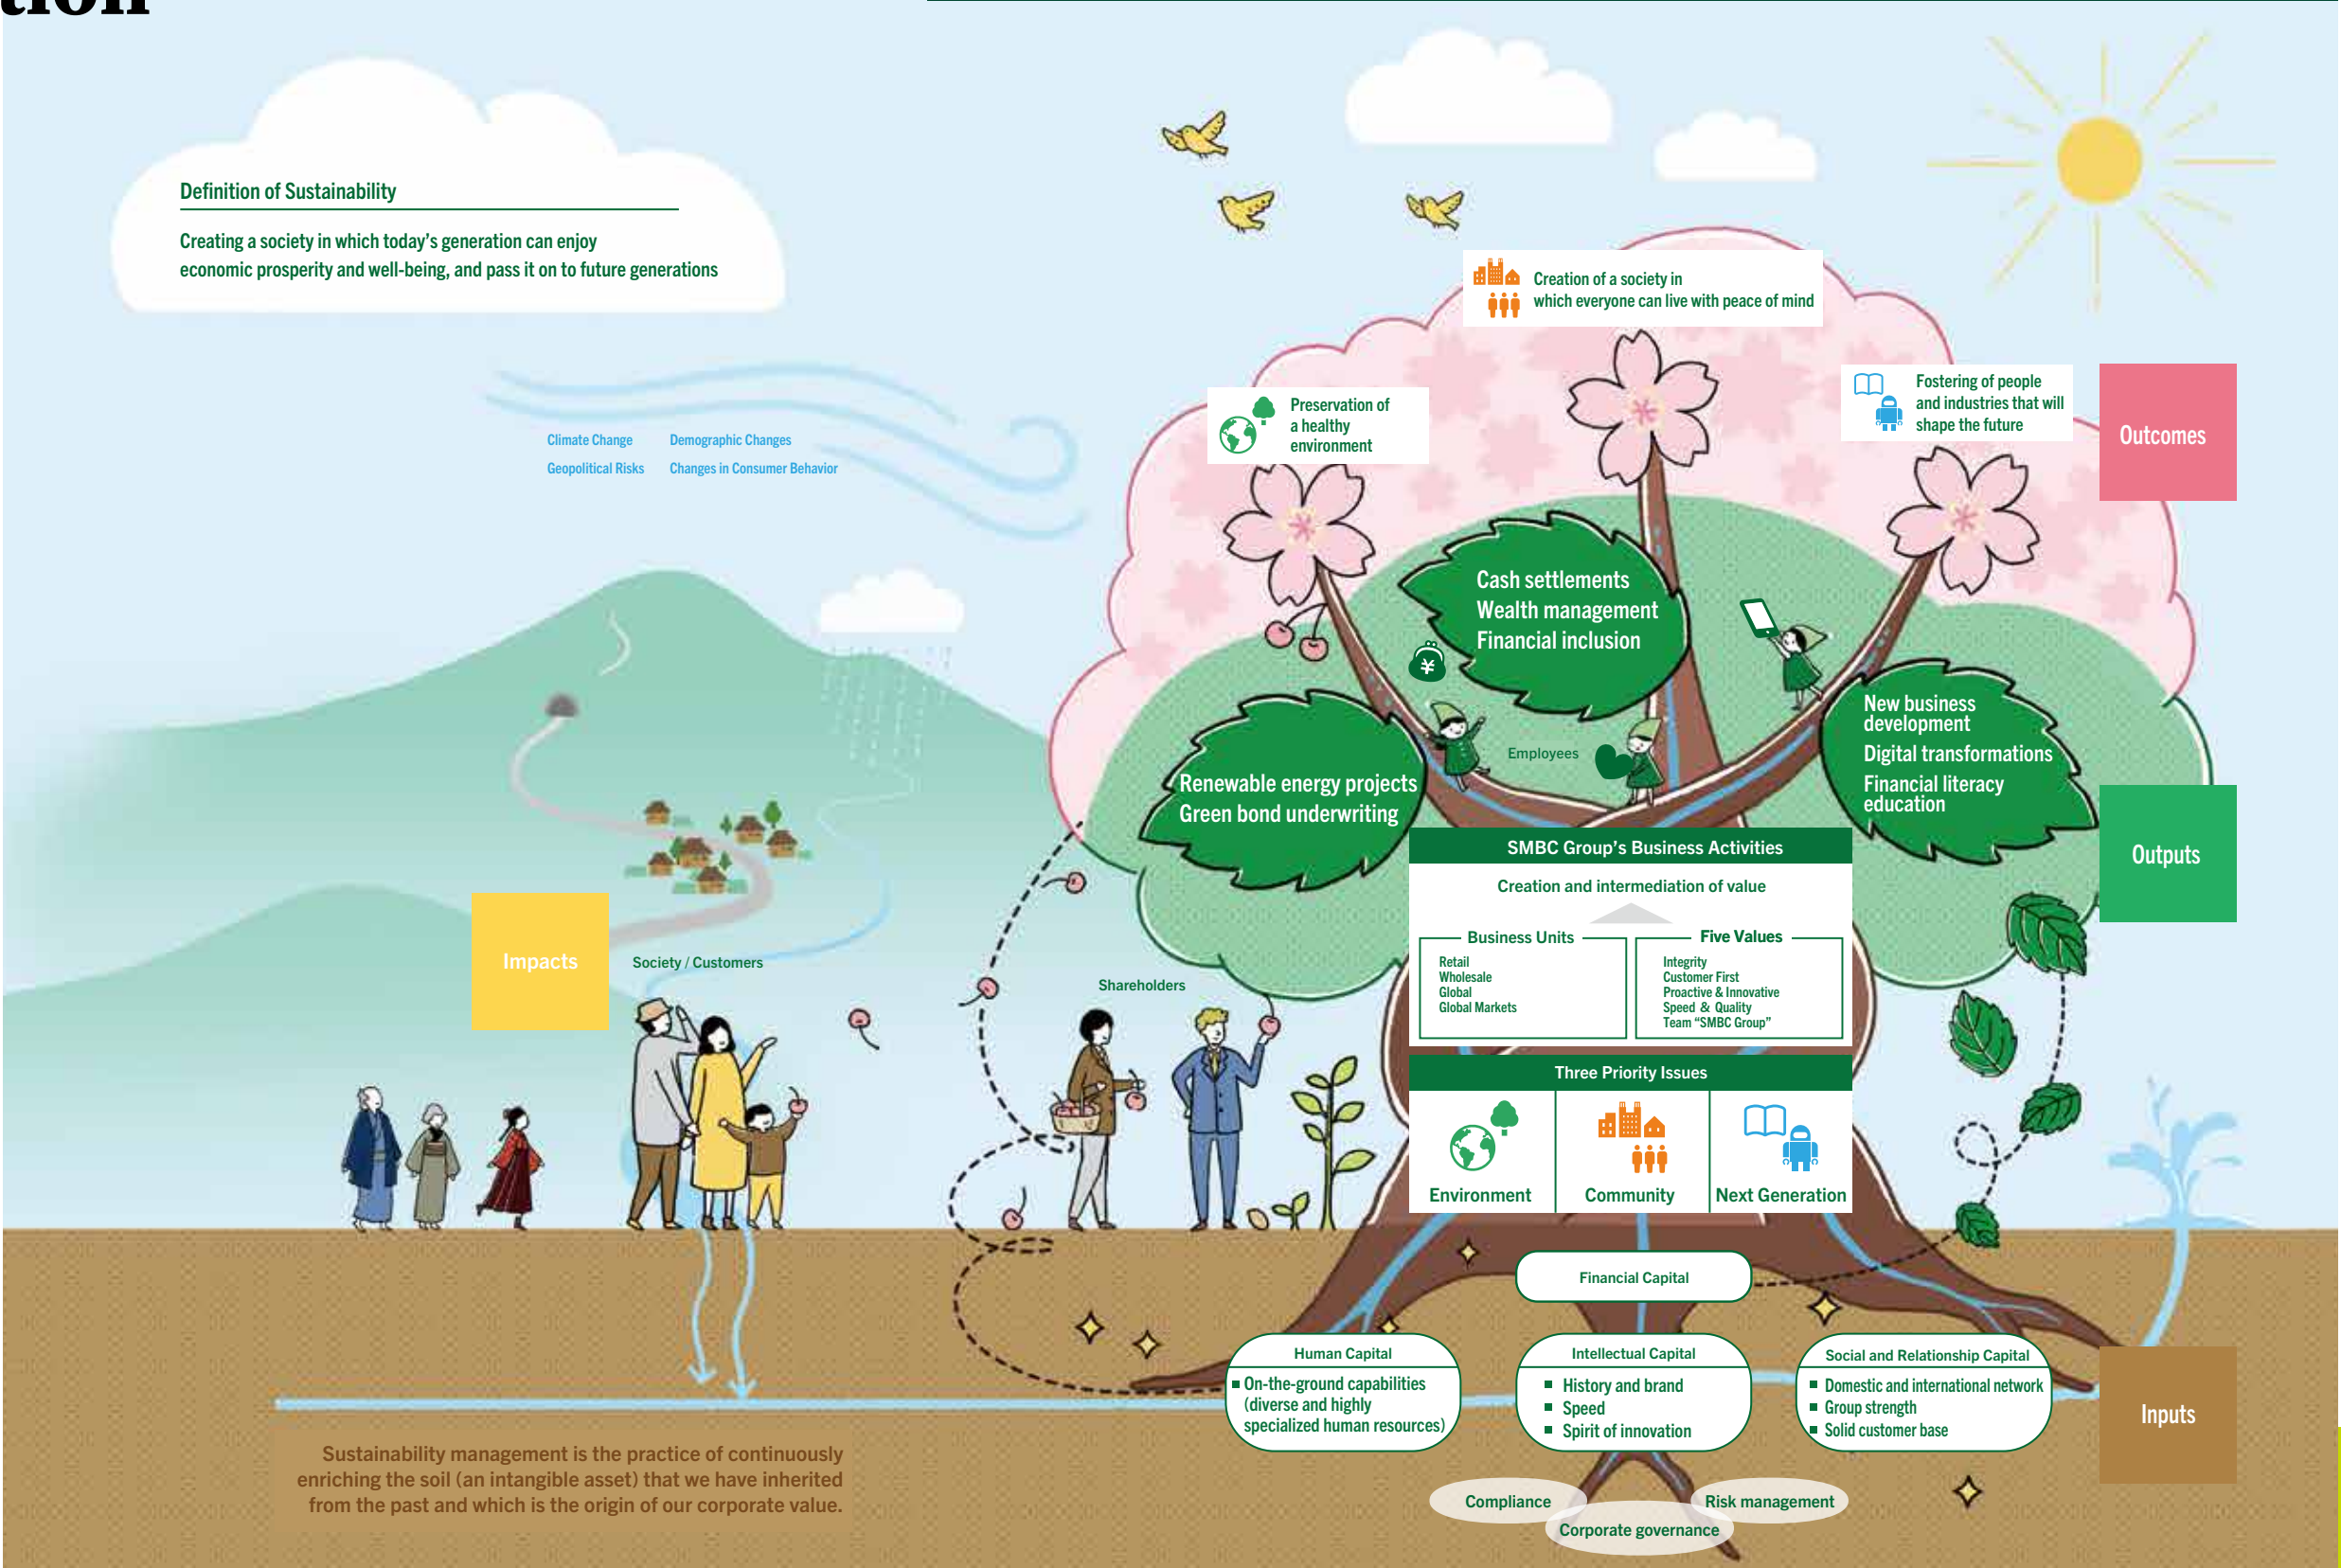 tion
Definition of Sustainability
Creating a society in which today's generation can enjoy
economic prosperity and well-being, and pass it on to future generations
Climate Change
Demographic Changes
Geopolitical Risks
Changes in Consumer Behavior
Creation of a society in
which everyone can live with peace of mind
Preservation of
a healthy
environment
Fostering of people
and industries that will
shape the future
Outcomes
Cash settlements
Wealth management
Financial inclusion
¥
Employees
Renewable energy projects
Green bond underwriting
New business
development
Digital transformations
Financial literacy
education
Outputs
SMBC Group's Business Activities
Creation and intermediation of value
Business Units
Retail
Wholesale
Global
Global Markets
Five Values
Integrity
Customer First
Proactive & Innovative
Speed & Quality
Team “SMBC Group”
Impacts
Society / Customers
Shareholders
Three Priority Issues
Environment
Community
Next Generation
Financial Capital
Human Capital
■ On-the-ground capabilities
(diverse and highly
specialized human resources)
Intellectual Capital
■ History and brand
■ Speed
■ Spirit of innovation
Social and Relationship Capital
■ Domestic and international network
■ Group strength
■ Solid customer base
Inputs
Sustainability management is the practice of continuously
enriching the soil (an intangible asset) that we have inherited
from the past and which is the origin of our corporate value.
Compliance
Risk management
Corporate governance